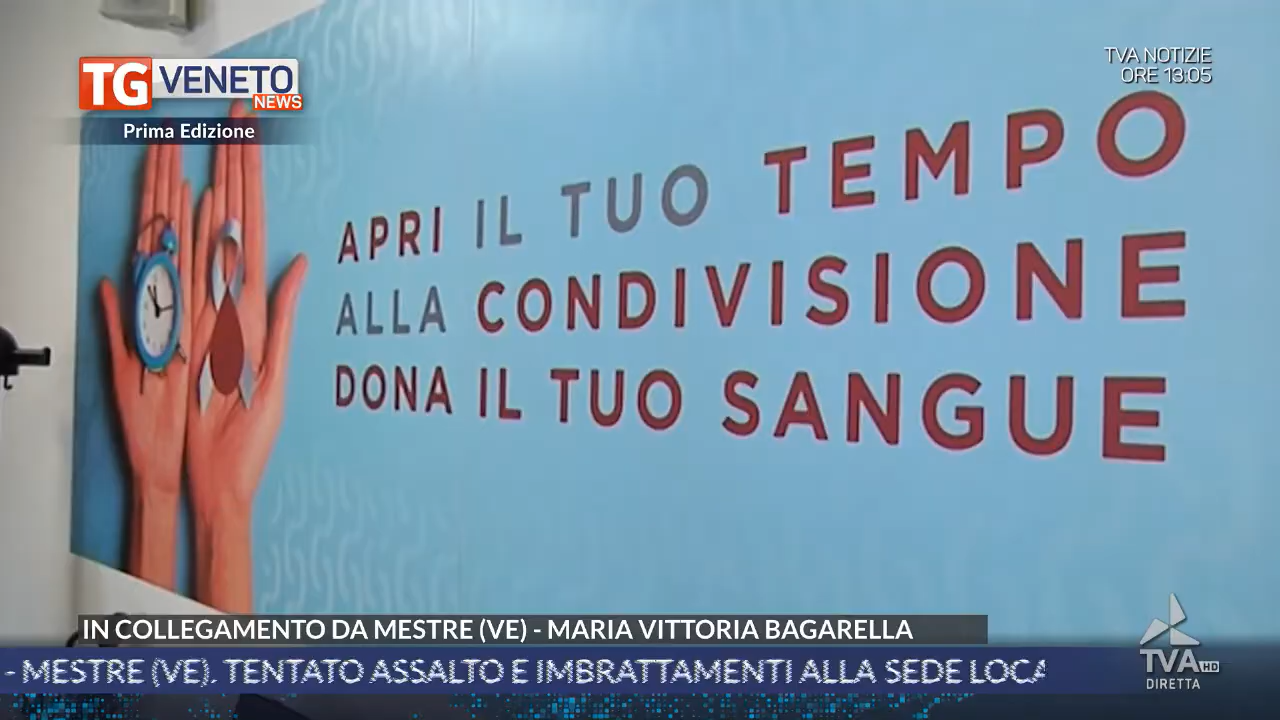 TG VENETO
NEWS
Prima Edizione
TVA NOTIZIE
ORE 13:05
APRI IL TUO TEMPO
ALLA CONDIVISIONE
DONA IL TUO SANGUE
IN COLLEGAMENTO DA MESTRE (VE) - MARIA VITTORIA BAGARELLA
- MESTRE (VE). TENTATO ASSALTO E IMBRATTAMENTI ALLA SEDE LOCA
TVA HD
DIRETTA